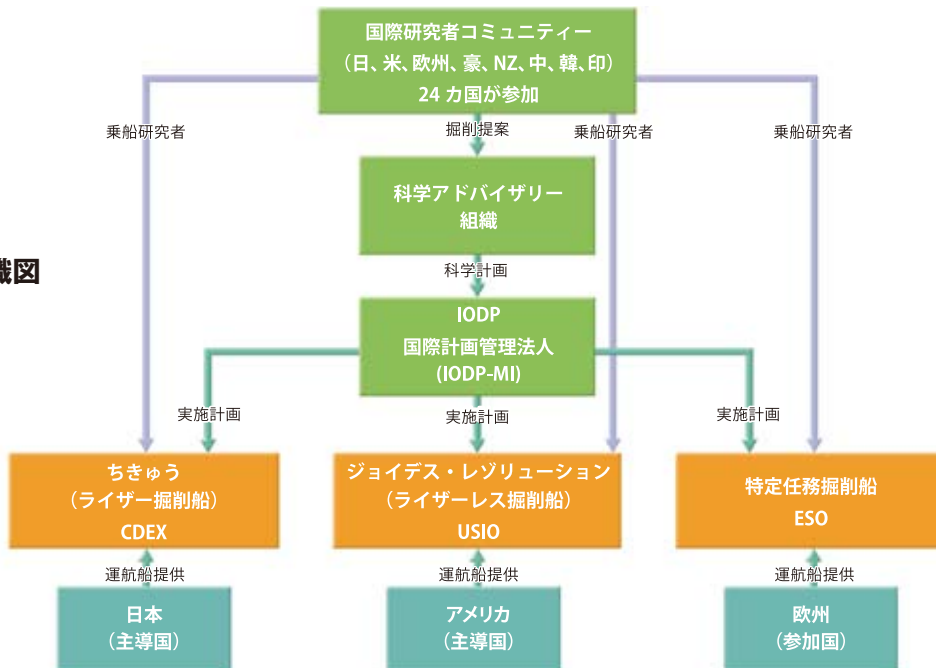 国際研究者コミュニティー
（日、米、欧州、豪、NZ、中、韓、印）
24 カ国が参加
乗船研究者
掘削提案
乗船研究者
乗船研究者
科学アドバイザリー
組織
織図
科学計画
IODP
国際計画管理法人
(IODP-MI)
実施計画
実施計画
実施計画
ちきゅう
（ライザー掘削船）
CDEX
ジョイデス・レゾリューション
（ライザーレス掘削船）
USIO
特定任務掘削船
ESO
運航船提供
運航船提供
運航船提供
日本
（主導国）
アメリカ
（主導国）
欧州
（参加国）